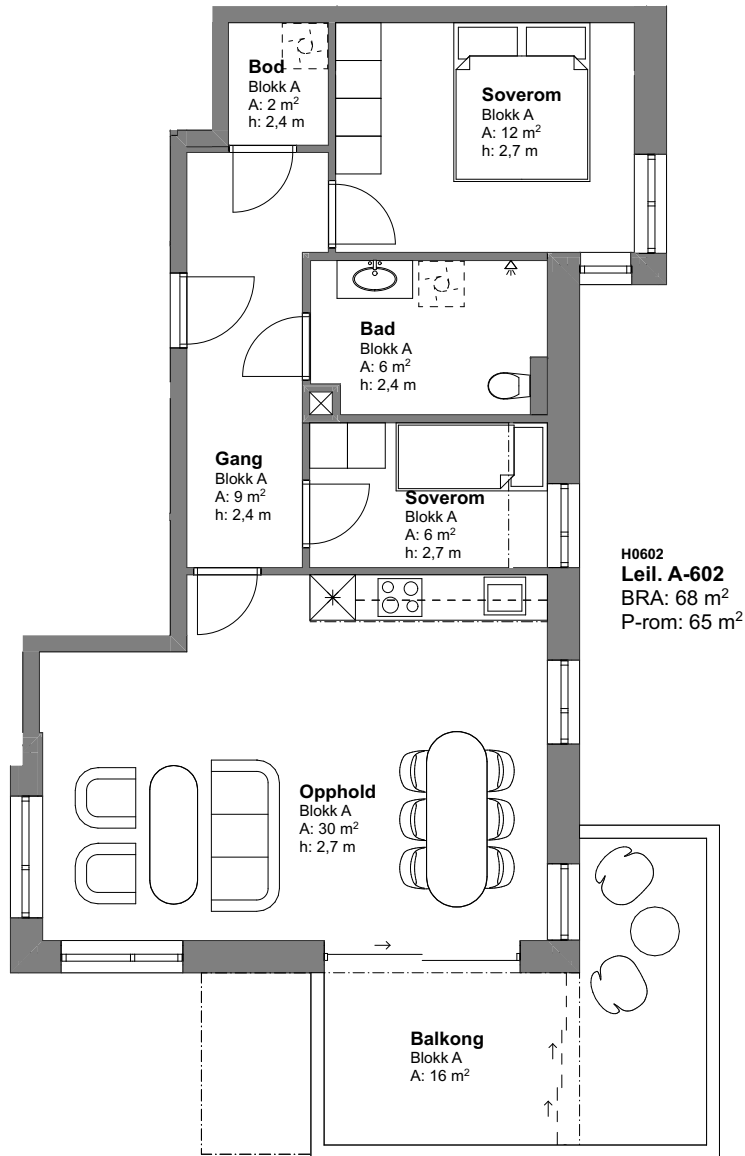 Bod
Blokk A
A: 2 m²
h: 2,4 m
Soverom
Blokk A
A: 12 m²
h: 2,7 m
Bad
Blokk A
A: 6 m²
h: 2,4 m
Gang
Blokk A
A: 9 m²
h: 2,4 m
Soverom
Blokk A
A: 6 m²
h: 2,7 m
H0602
Leil. A-602
BRA: 68 m²
P-rom: 65 m²
Opphold
Blokk A
A: 30 m²
h: 2,7 m
Balkong
Blokk A
A: 16 m²